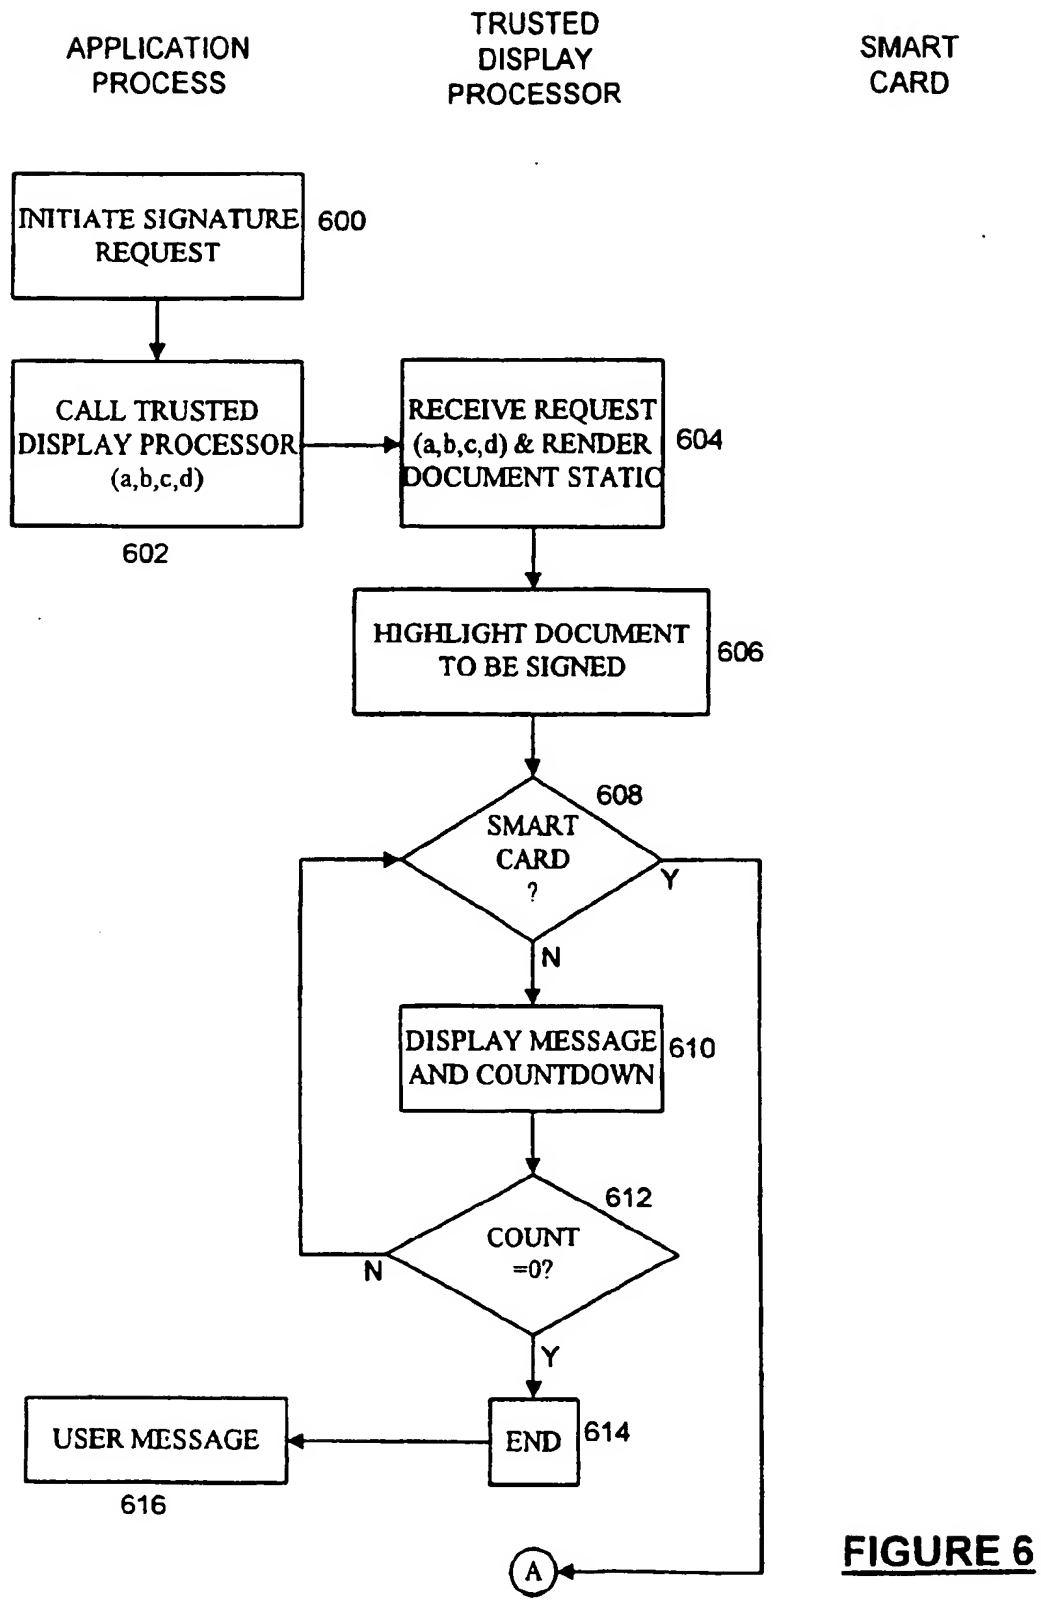 APPLICATION
PROCESS
TRUSTED
DISPLAY
PROCESSOR
SMART
CARD
INITIATE SIGNATURE
REQUEST
600
CALL TRUSTED
DISPLAY PROCESSOR
(a,b,c,d)
602
RECEIVE REQUEST
(a,b,c,d) & RENDER
DOCUMENT STATIC
604
HIGHLIGHT DOCUMENT
TO BE SIGNED
606
608
SMART
CARD
?
Y
N
DISPLAY MESSAGE
AND COUNTDOWN
610
612
COUNT
=0?
N
Y
END
614
USER MESSAGE
616
A
FIGURE 6